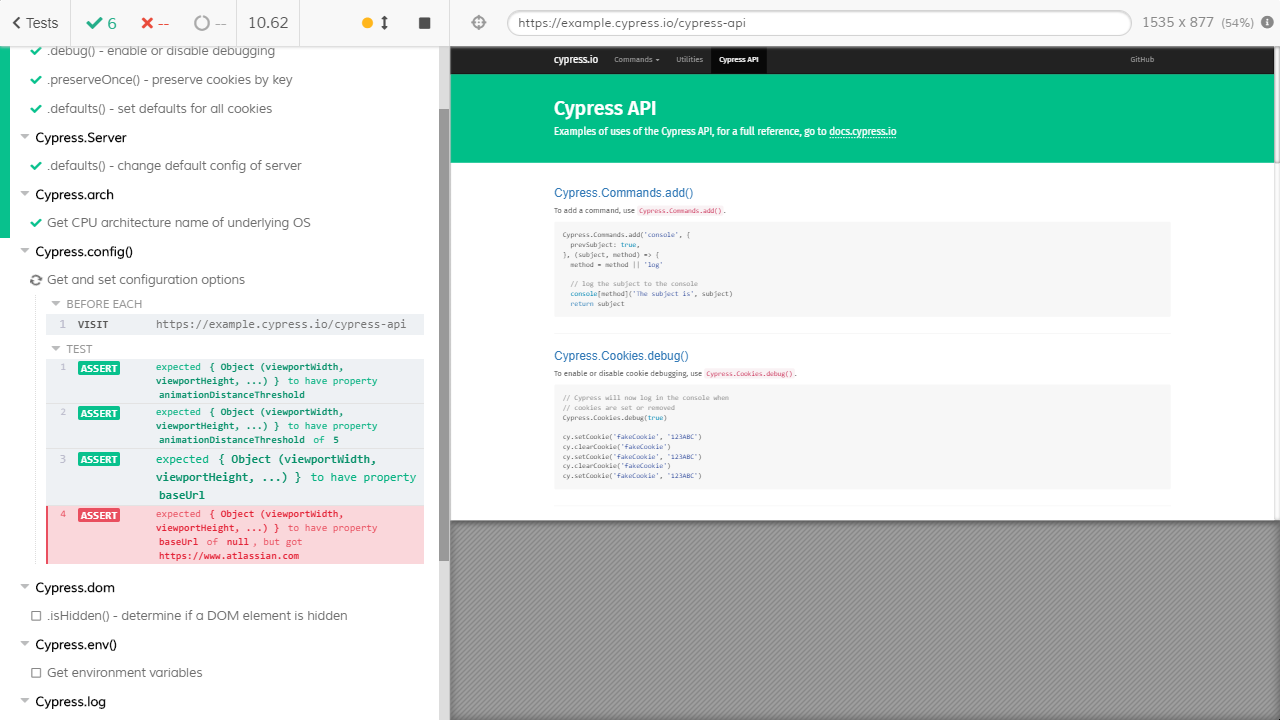 Tests
6
--
--
10.62
https://example.cypress.io/cypress-api
1535 x 877 (54%)
.debug() - enable or disable debugging
.preserveOnce() - preserve cookies by key
.defaults() - set defaults for all cookies
Cypress.Server
.defaults() - change default config of server
Cypress.arch
Get CPU architecture name of underlying OS
Cypress.config()
Get and set configuration options
BEFORE EACH
1 VISIT https://example.cypress.io/cypress-api
TEST
1 ASSERT expected { Object (viewportWidth,
viewportHeight, ...) } to have property
animationDistanceThreshold
2 ASSERT expected { Object (viewportWidth,
viewportHeight, ...) } to have property
animationDistanceThreshold of 5
3 ASSERT expected { Object (viewportWidth,
viewportHeight, ...) } to have property
baseUrl
4 ASSERT expected { Object (viewportWidth,
viewportHeight, ...) } to have property
baseUrl of null, but got
https://www.atlassian.com
Cypress.dom
.isHidden() - determine if a DOM element is hidden
Cypress.env()
Get environment variables
Cypress.log
cypress.io Commands Utilities Cypress API GitHub
Cypress API
Examples of uses of the Cypress API, for a full reference, go to docs.cypress.io
Cypress.Commands.add()
To add a command, use Cypress.Commands.add().
Cypress.Commands.add('console', {
prevSubject: true,
}, (subject, method) => {
method = method || 'log'
// log the subject to the console
console[method]('The subject is', subject)
return subject
Cypress.Cookies.debug()
To enable or disable cookie debugging, use Cypress.Cookies.debug().
// Cypress will now log in the console when
// cookies are set or removed
Cypress.Cookies.debug(true)
cy.setCookie('fakeCookie', '123ABC')
cy.clearCookie('fakeCookie')
cy.setCookie('fakeCookie', '123ABC')
cy.clearCookie('fakeCookie')
cy.setCookie('fakeCookie', '123ABC')